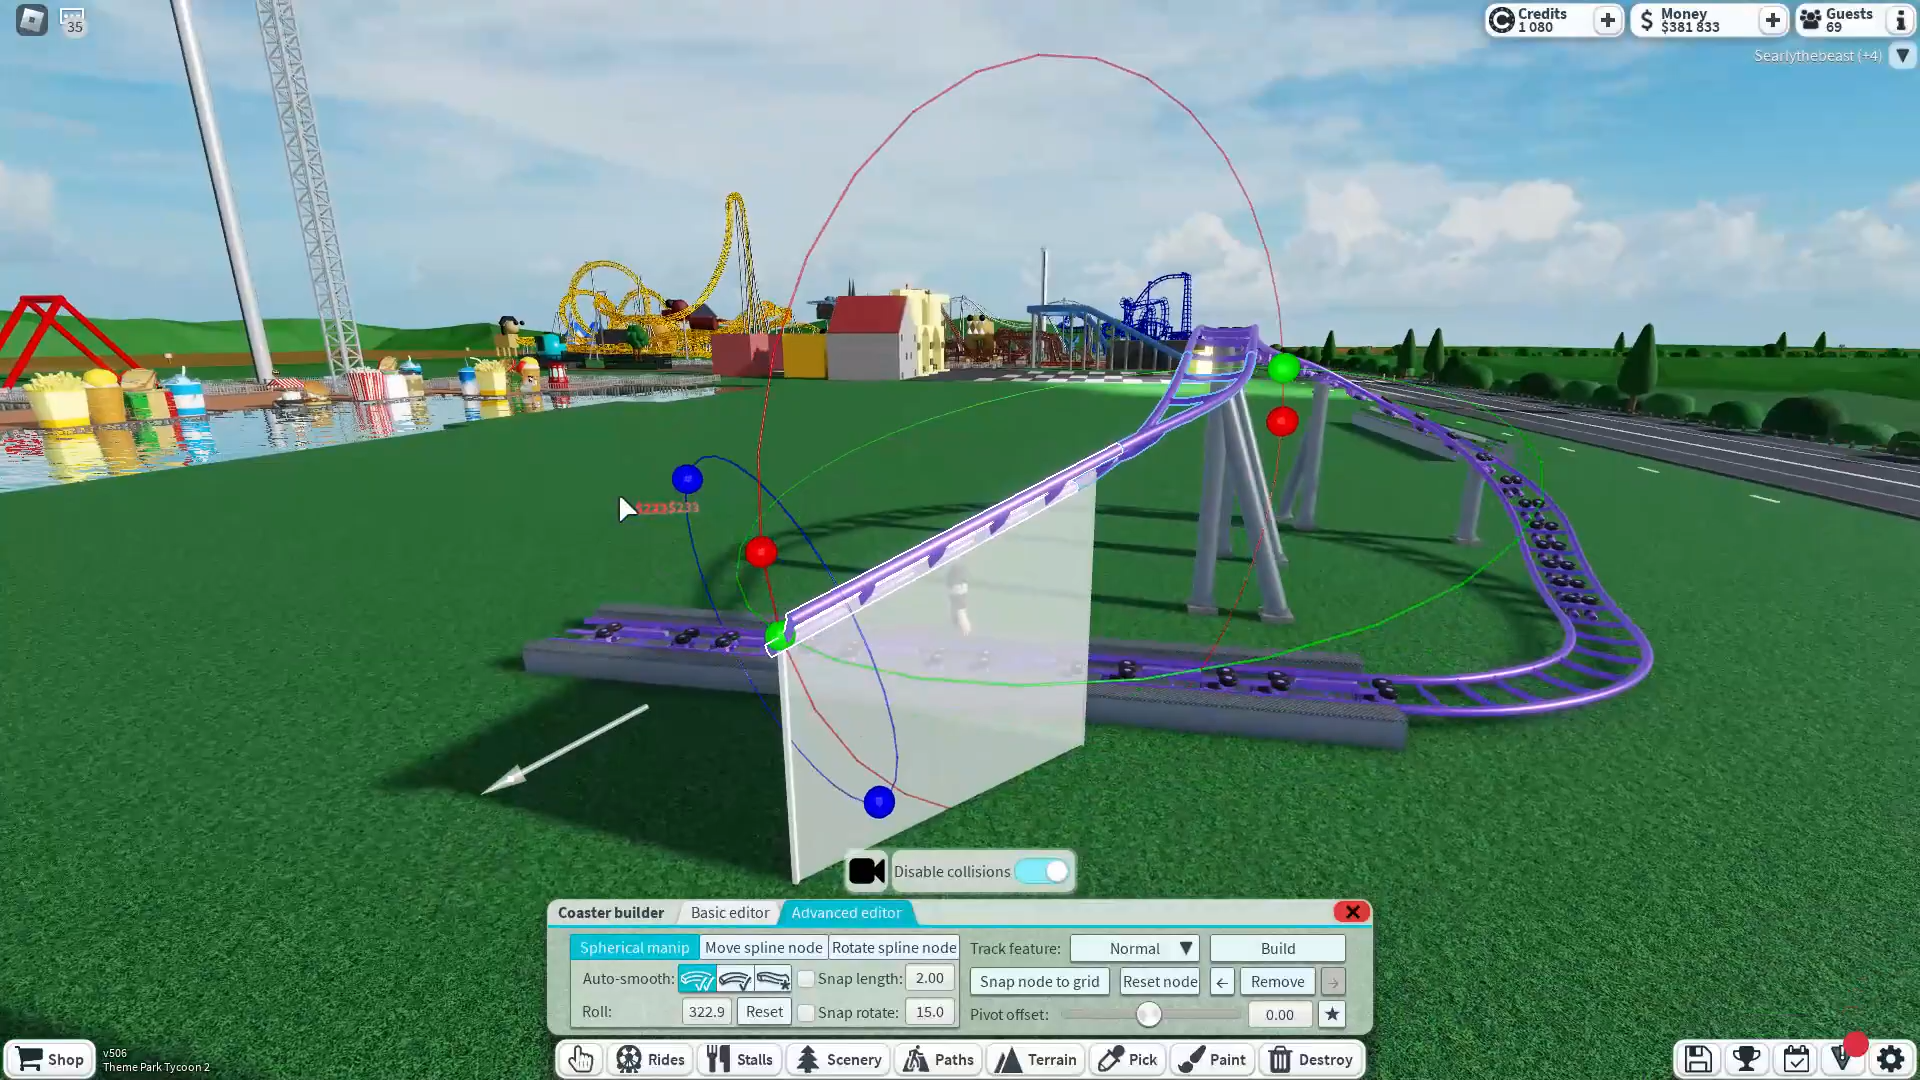 35
Credits
1 080
Money
$381 833
Guests
69
Searlythebeast (+4)
Disable collisions
Coaster builder
Basic editor
Advanced editor
Spherical manip
Move spline node
Rotate spline node
Track feature:
Normal
Build
Auto-smooth:
Snap length:
2.00
Snap node to grid
Reset node
←
Remove
→
Roll:
322.9
Reset
Snap rotate:
15.0
Pivot offset:
0.00
Shop
v506
Theme Park Tycoon 2
Rides
Stalls
Scenery
Paths
Terrain
Pick
Paint
Destroy